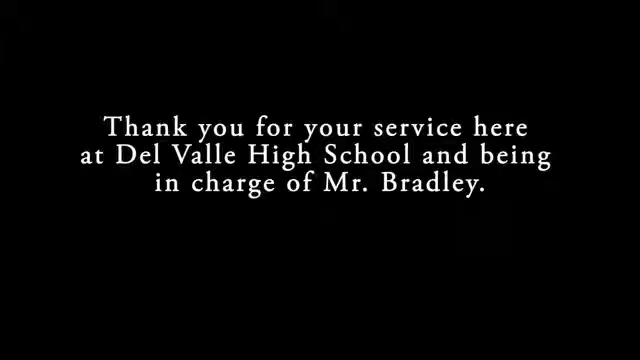 Thank you for your service here
at Del Valle High School and being
in charge of Mr. Bradley.